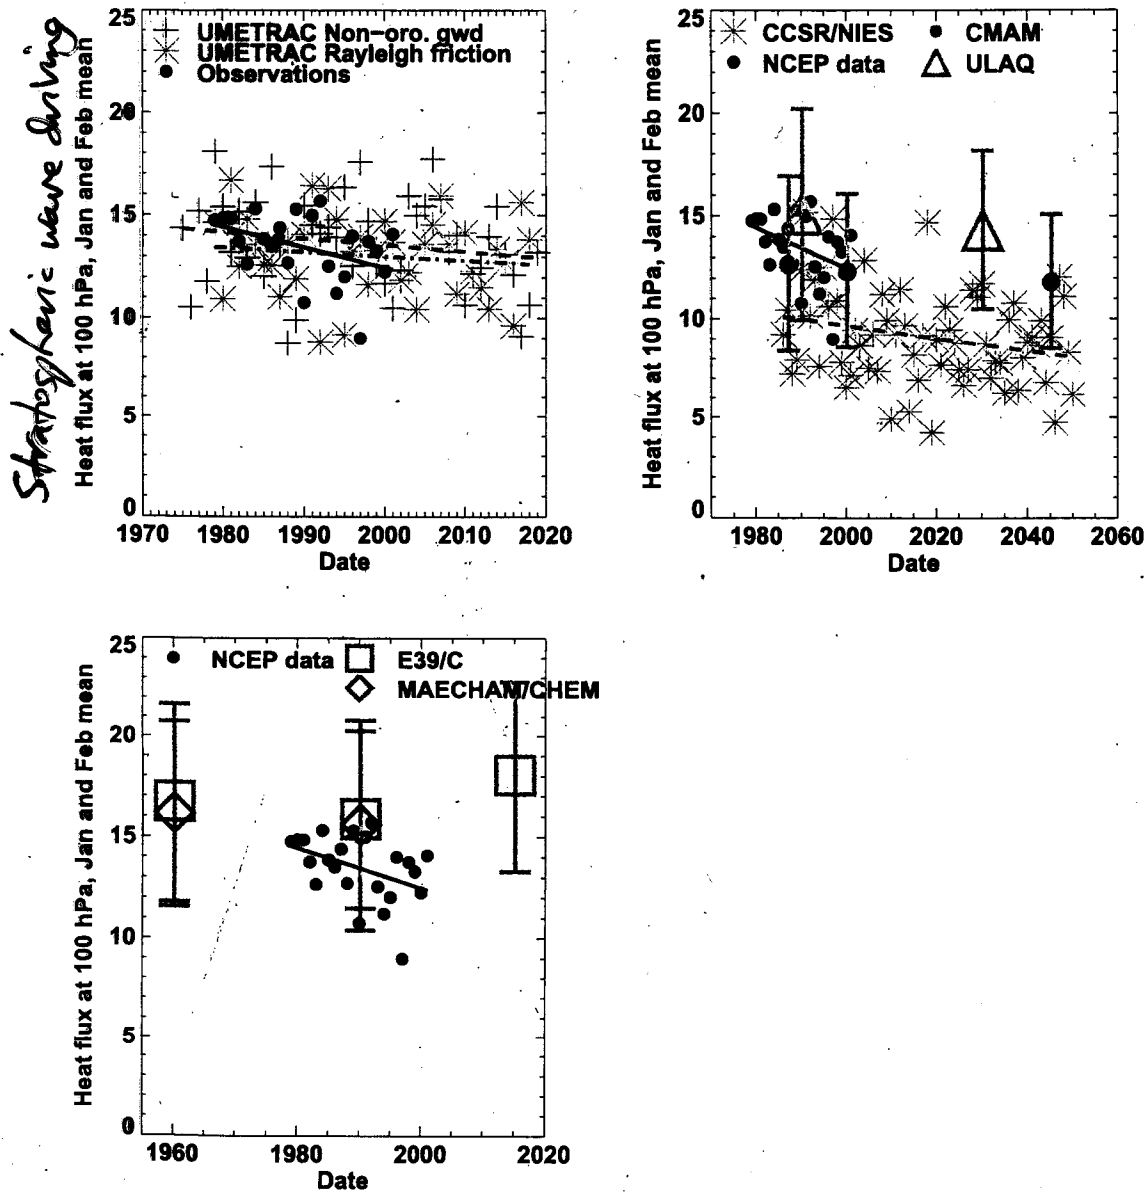 Stratospheric wave driving
Heat flux at 100 hPa, Jan and Feb mean
25
20
15
10
5
0
UMETRAC Non-oro. gwd
UMETRAC Rayleigh friction
Observations
1970 1980 1990 2000 2010 2020
Date
Heat flux at 100 hPa, Jan and Feb mean
25
20
15
10
5
0
CCSR/NIES CMAM
NCEP data ULAQ
1980 2000 2020 2040 2060
Date
Heat flux at 100 hPa, Jan and Feb mean
25
20
15
10
5
0
NCEP data E39/C
1960 1980 2000 2020
Date